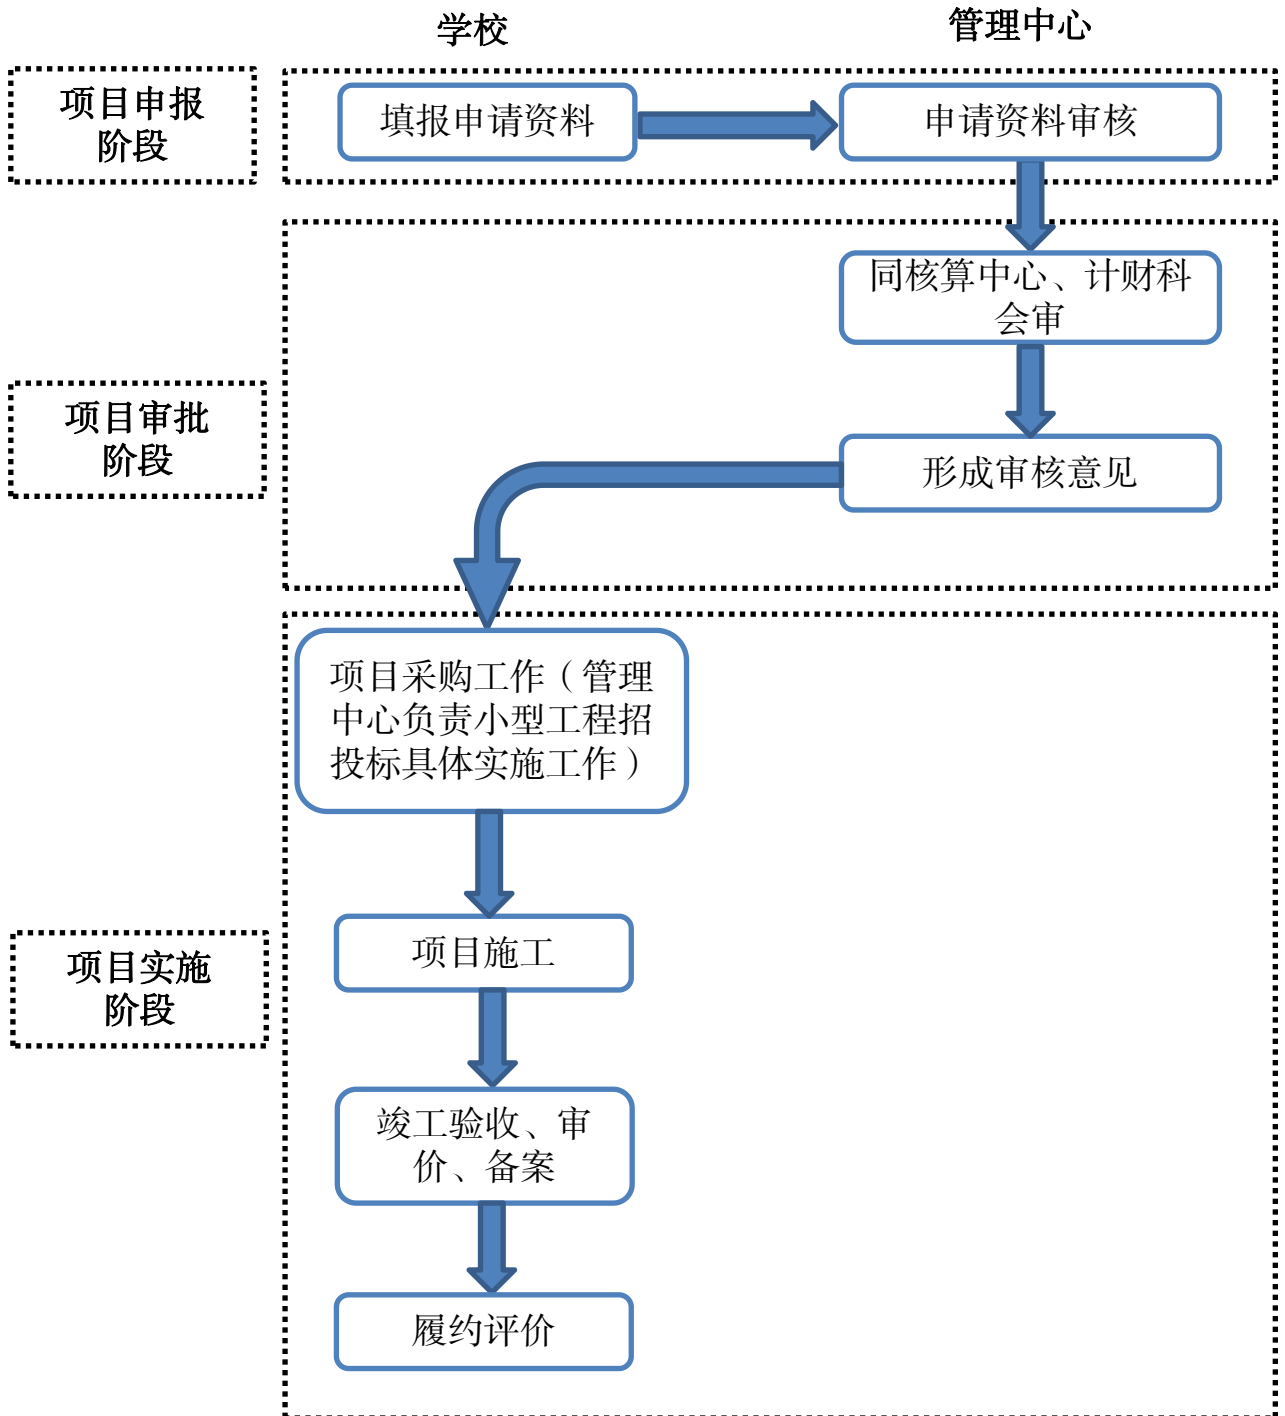 学校
管理中心
项目申报
阶段
填报申请资料
申请资料审核
同核算中心、计财科
会审
项目审批
阶段
形成审核意见
项目采购工作（管理
中心负责小型工程招
投标具体实施工作）
项目施工
项目实施
阶段
竣工验收、审
价、备案
履约评价